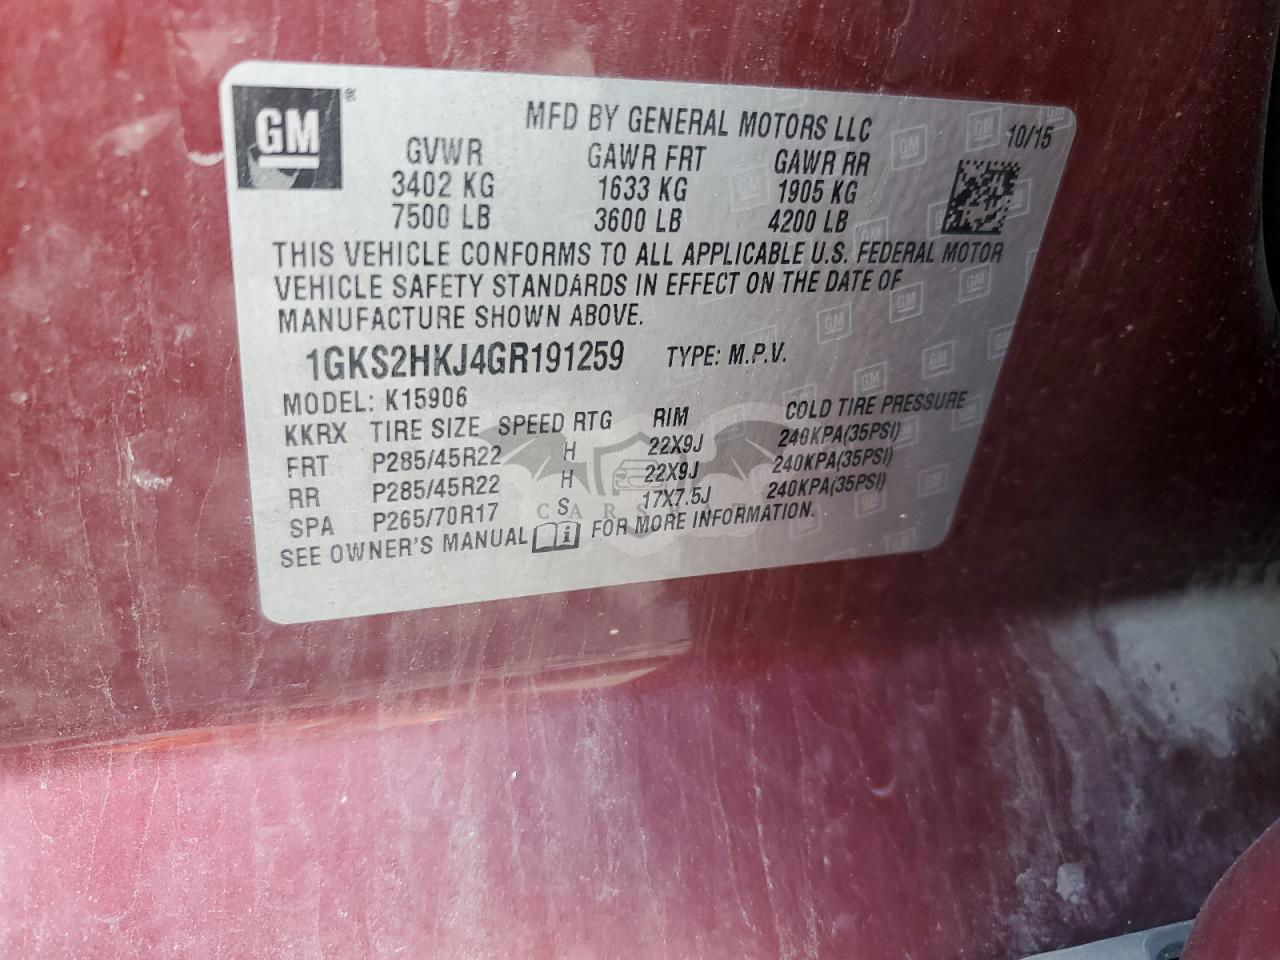 GM®
MFD BY GENERAL MOTORS LLC
10/15
GVWR GAWR FRT GAWR RR
3402 KG 1633 KG 1905 KG
7500 LB 3600 LB 4200 LB
THIS VEHICLE CONFORMS TO ALL APPLICABLE U.S. FEDERAL MOTOR
VEHICLE SAFETY STANDARDS IN EFFECT ON THE DATE OF
MANUFACTURE SHOWN ABOVE.
1GKS2HKJ4GR191259 TYPE: M.P.V.
MODEL: K15906
KKRX TIRE SIZE SPEED RTG RIM COLD TIRE PRESSURE
FRT P285/45R22 H 22X9J 240KPA(35PSI)
RR P285/45R22 H 22X9J 240KPA(35PSI)
SPA P265/70R17 S 17X7.5J 240KPA(35PSI)
SEE OWNER'S MANUAL FOR MORE INFORMATION.